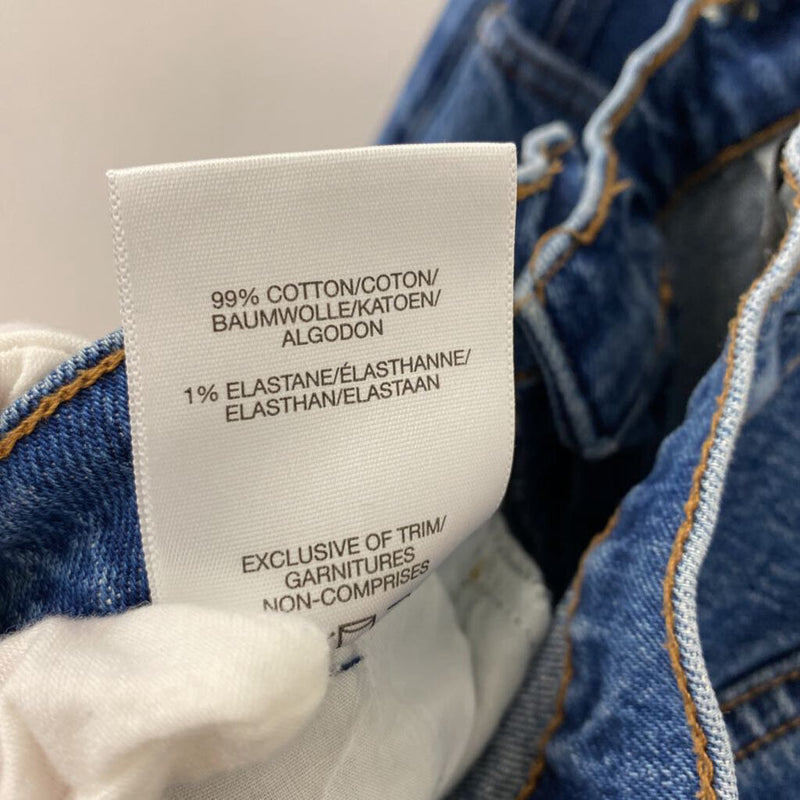 99% COTTON/COTON/
BAUMWOLLE/KATOEN/
ALGODON
1% ELASTANE/ÉLASTHANNE/
ELASTHAN/ELASTAAN
EXCLUSIVE OF TRIM/
GARNITURES
NON-COMPRISES